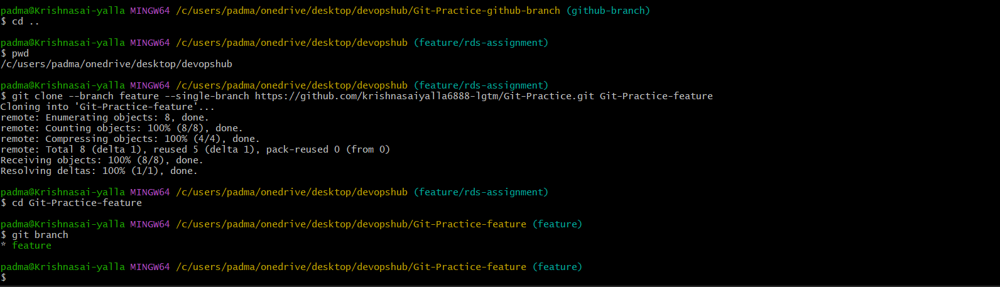 padma@Krishnasai-yalla MINGW64 /c/users/padma/onedrive/desktop/devopshub/Git-Practice-github-branch (github-branch)
$ cd ..
padma@Krishnasai-yalla MINGW64 /c/users/padma/onedrive/desktop/devopshub (feature/rds-assignment)
$ pwd
/c/users/padma/onedrive/desktop/devopshub
padma@Krishnasai-yalla MINGW64 /c/users/padma/onedrive/desktop/devopshub (feature/rds-assignment)
$ git clone --branch feature --single-branch https://github.com/krishnasaiyalla6888-lgtm/Git-Practice.git Git-Practice-feature
Cloning into 'Git-Practice-feature'...
remote: Enumerating objects: 8, done.
remote: Counting objects: 100% (8/8), done.
remote: Compressing objects: 100% (4/4), done.
remote: Total 8 (delta 1), reused 5 (delta 1), pack-reused 0 (from 0)
Receiving objects: 100% (8/8), done.
Resolving deltas: 100% (1/1), done.
padma@Krishnasai-yalla MINGW64 /c/users/padma/onedrive/desktop/devopshub (feature/rds-assignment)
$ cd Git-Practice-feature
padma@Krishnasai-yalla MINGW64 /c/users/padma/onedrive/desktop/devopshub/Git-Practice-feature (feature)
$ git branch
* feature
padma@Krishnasai-yalla MINGW64 /c/users/padma/onedrive/desktop/devopshub/Git-Practice-feature (feature)
$